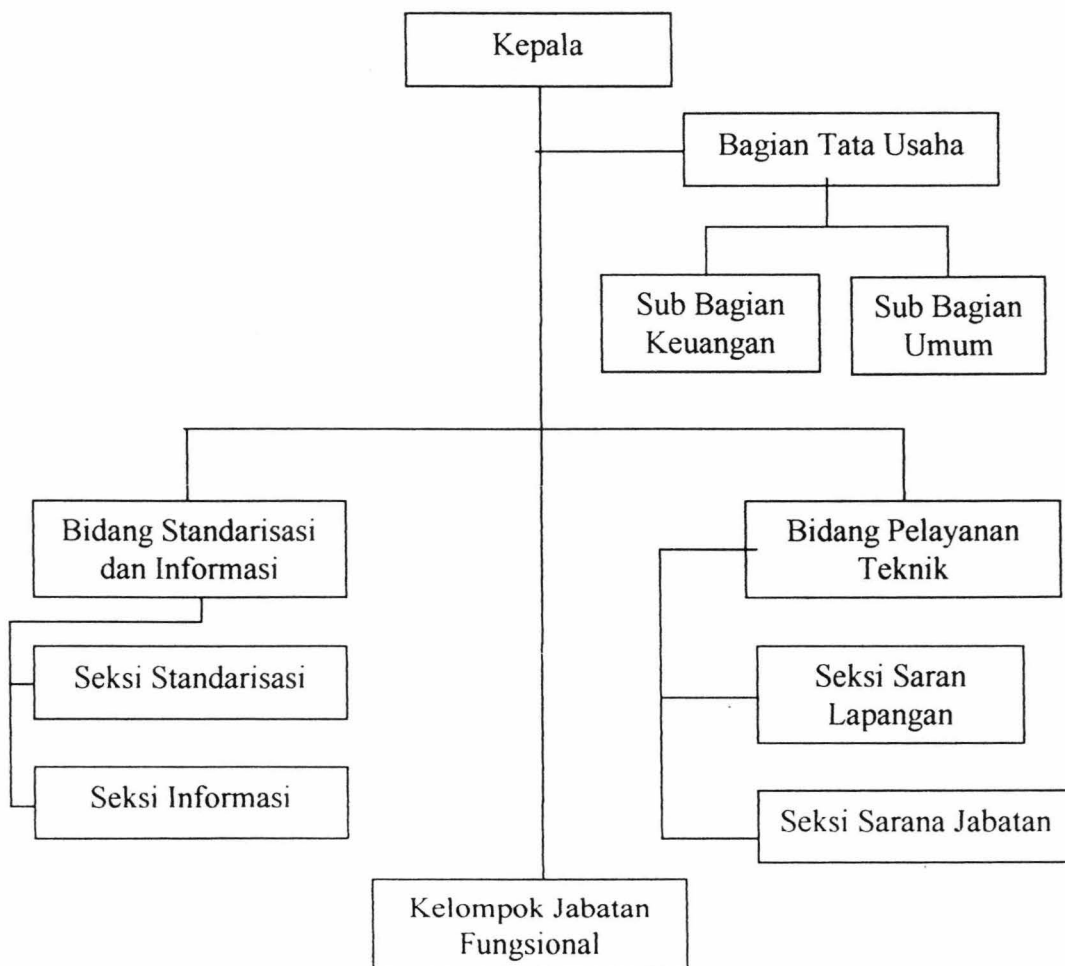 Kepala
Bagian Tata Usaha
Sub Bagian
Keuangan
Sub Bagian
Umum
Bidang Standarisasi
dan Informasi
Bidang Pelayanan
Teknik
Seksi Standarisasi
Seksi Saran
Lapangan
Seksi Informasi
Seksi Sarana Jabatan
Kelompok Jabatan
Fungsional